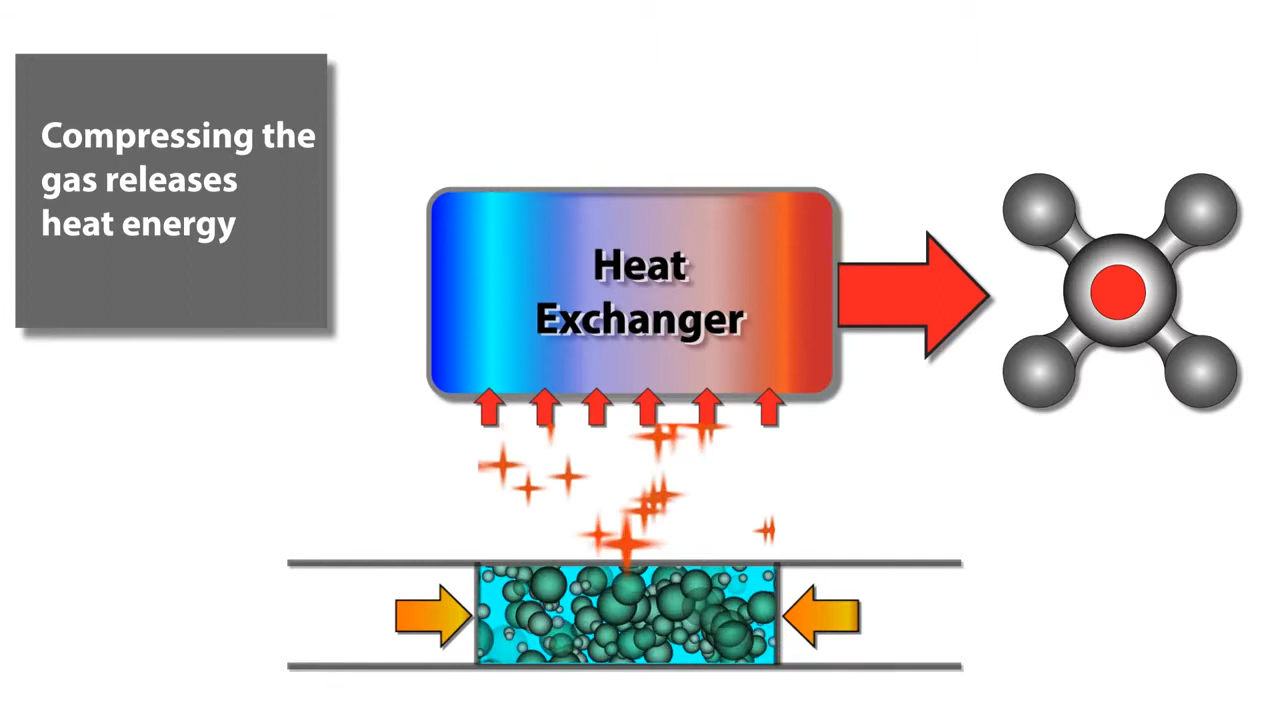 Compressing the
gas releases
heat energy
Heat
Exchanger